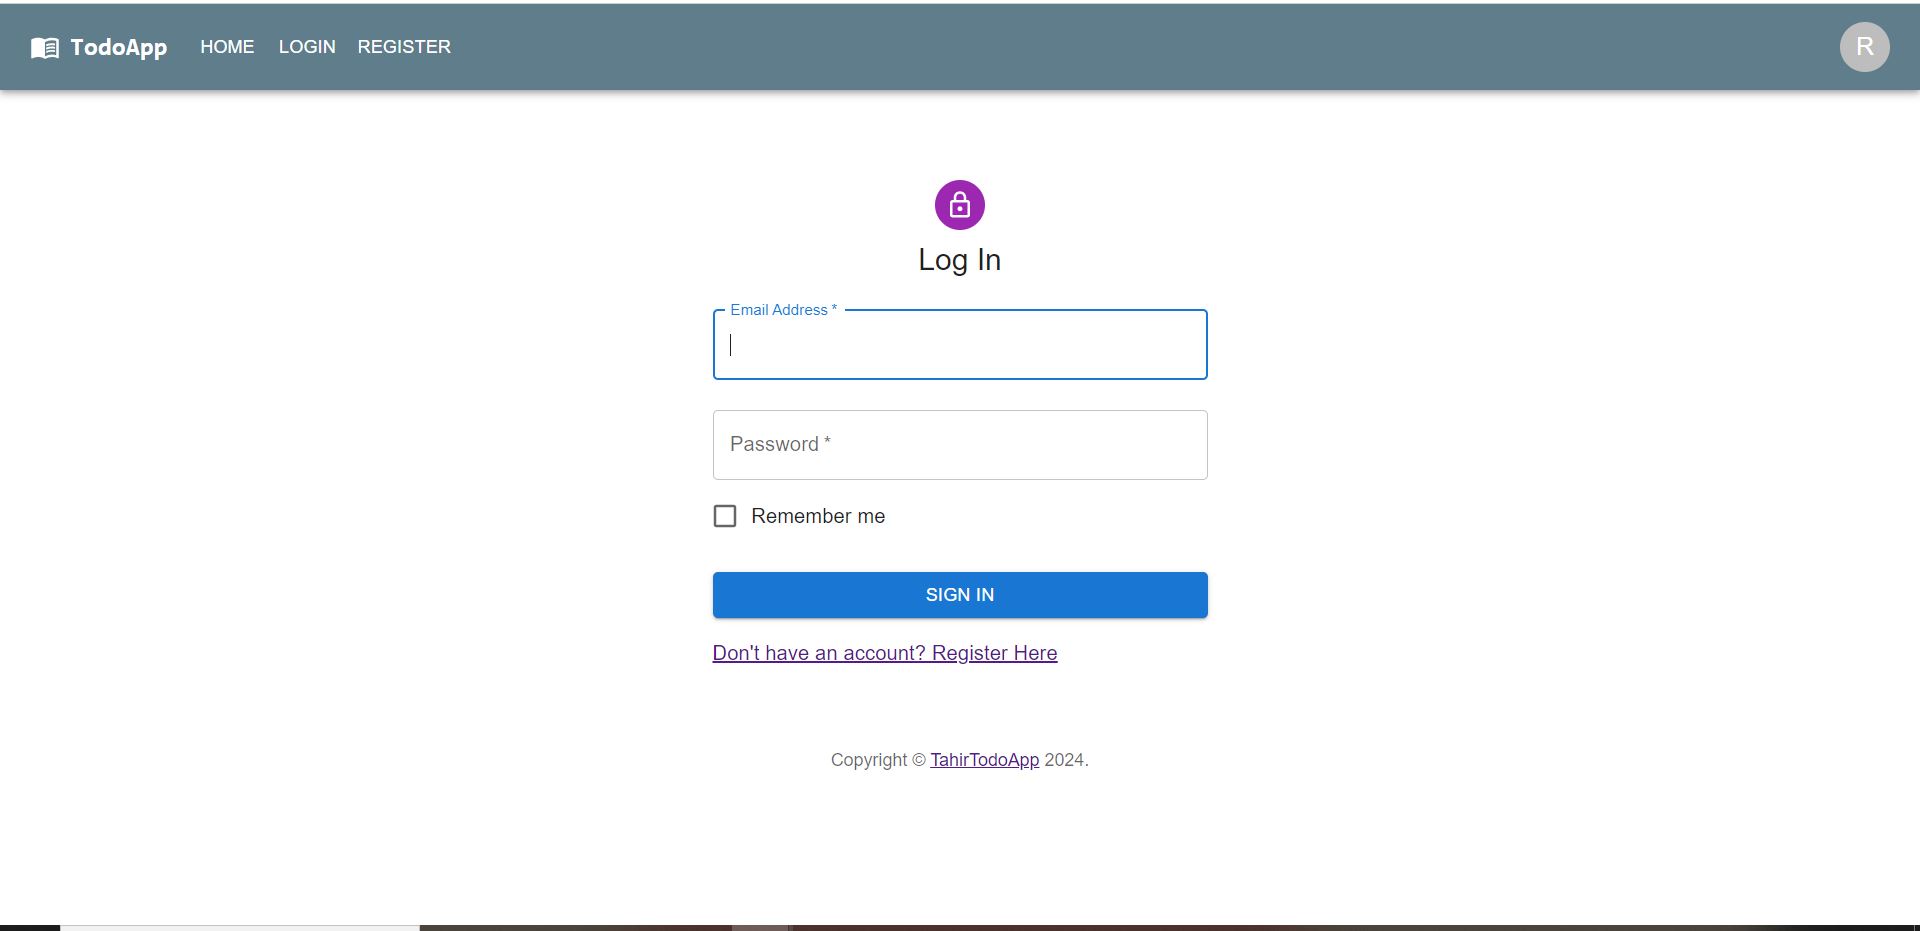 TodoApp HOME LOGIN REGISTER R
Log In
Email Address *
Password *
Remember me
SIGN IN
Don't have an account? Register Here
Copyright © TahirTodoApp 2024.